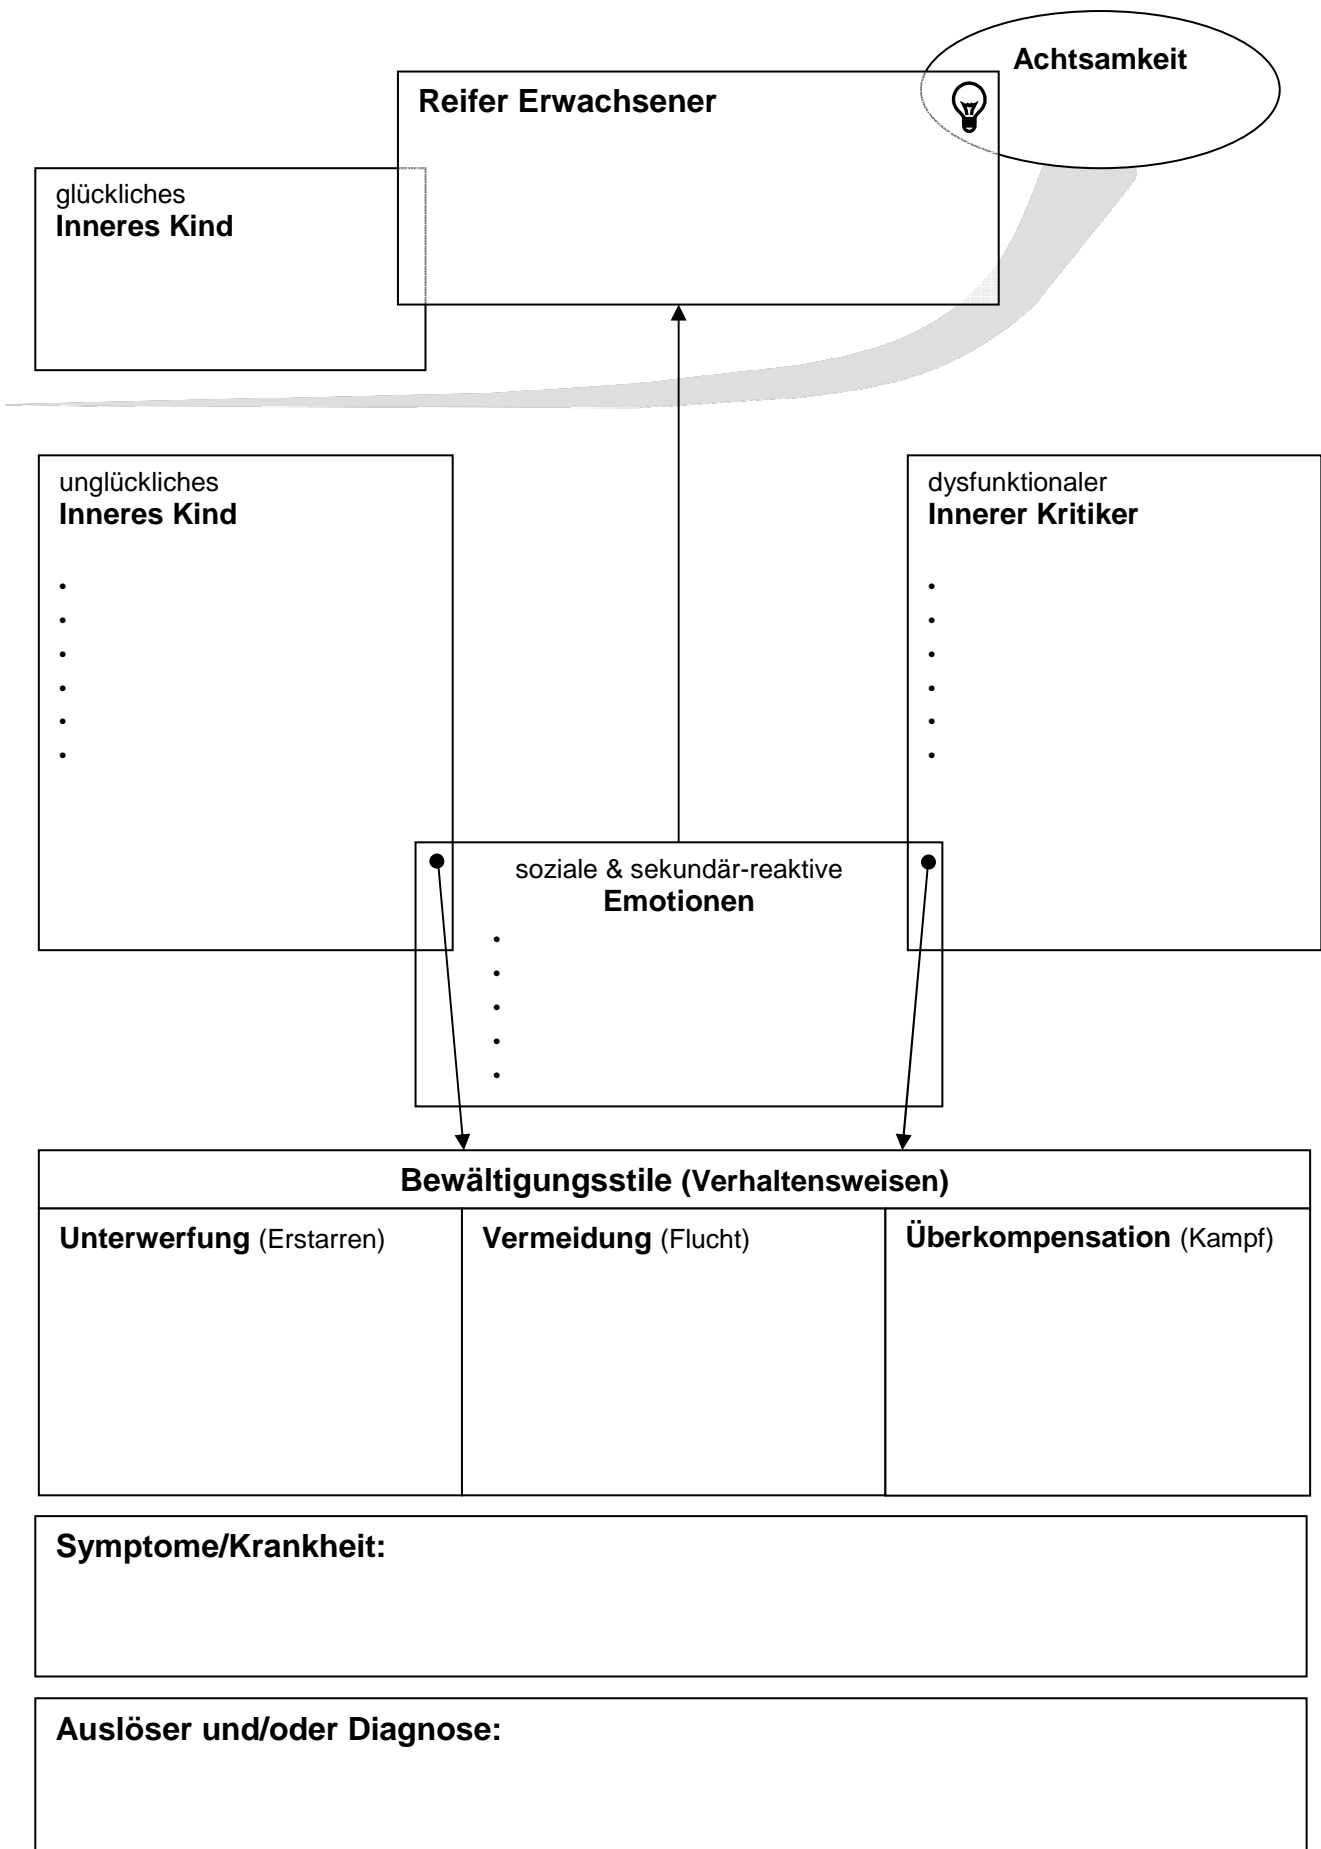 Achtsamkeit
Reifer Erwachsener
glückliches
Inneres Kind
unglückliches
Inneres Kind
•
•
•
•
•
•
dysfunktionaler
Innerer Kritiker
•
•
•
•
•
•
soziale & sekundär-reaktive
Emotionen
•
•
•
•
•
Bewältigungsstile (Verhaltensweisen)
Unterwerfung (Erstarren)
Vermeidung (Flucht)
Überkompensation (Kampf)
Symptome/Krankheit:
Auslöser und/oder Diagnose: